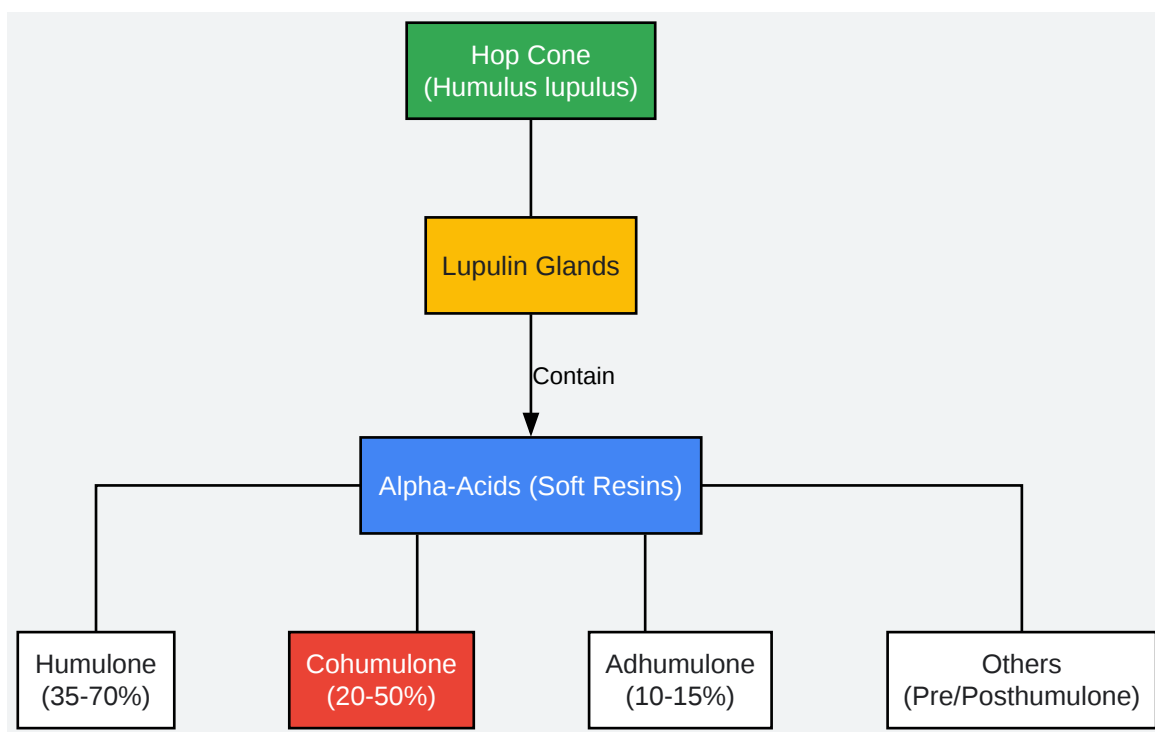 Hop Cone
(Humulus lupulus)
Lupulin Glands
Contain
Alpha-Acids (Soft Resins)
Humulone
(35-70%)
Cohumulone
(20-50%)
Adhumulone
(10-15%)
Others
(Pre/Posthumulone)